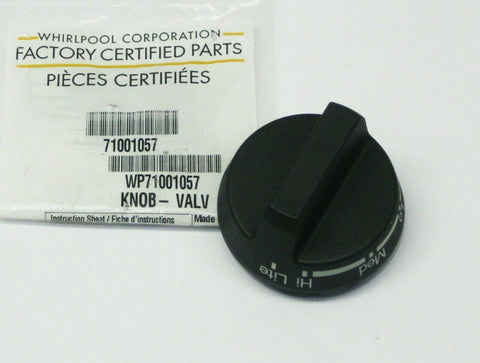 WHIRLPOOL CORPORATION
FACTORY CERTIFIED PARTS
PIÈCES CERTIFIÉES
71001057
WP71001057
KNOB- VALV
Instruction Sheet / Fiche d'instructions
Made
Lite
Hi
Med